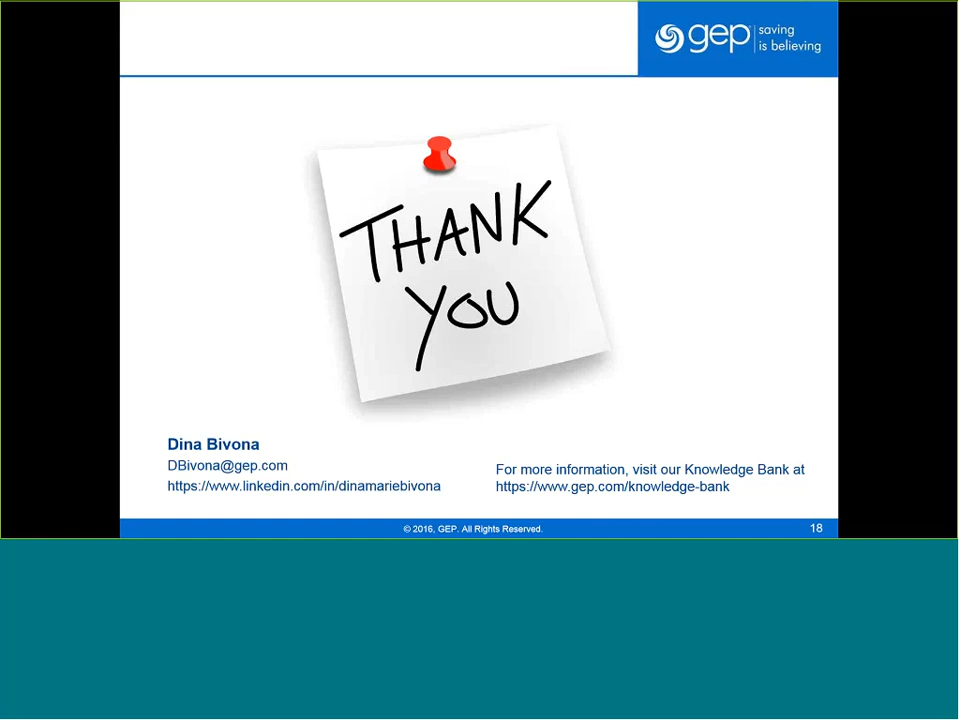 gep
saving
is believing
THANK
YOU
Dina Bivona
DBivona@gep.com
https://www.linkedin.com/in/dinamariebivona
For more information, visit our Knowledge Bank at
https://www.gep.com/knowledge-bank
© 2016, GEP. All Rights Reserved.
18